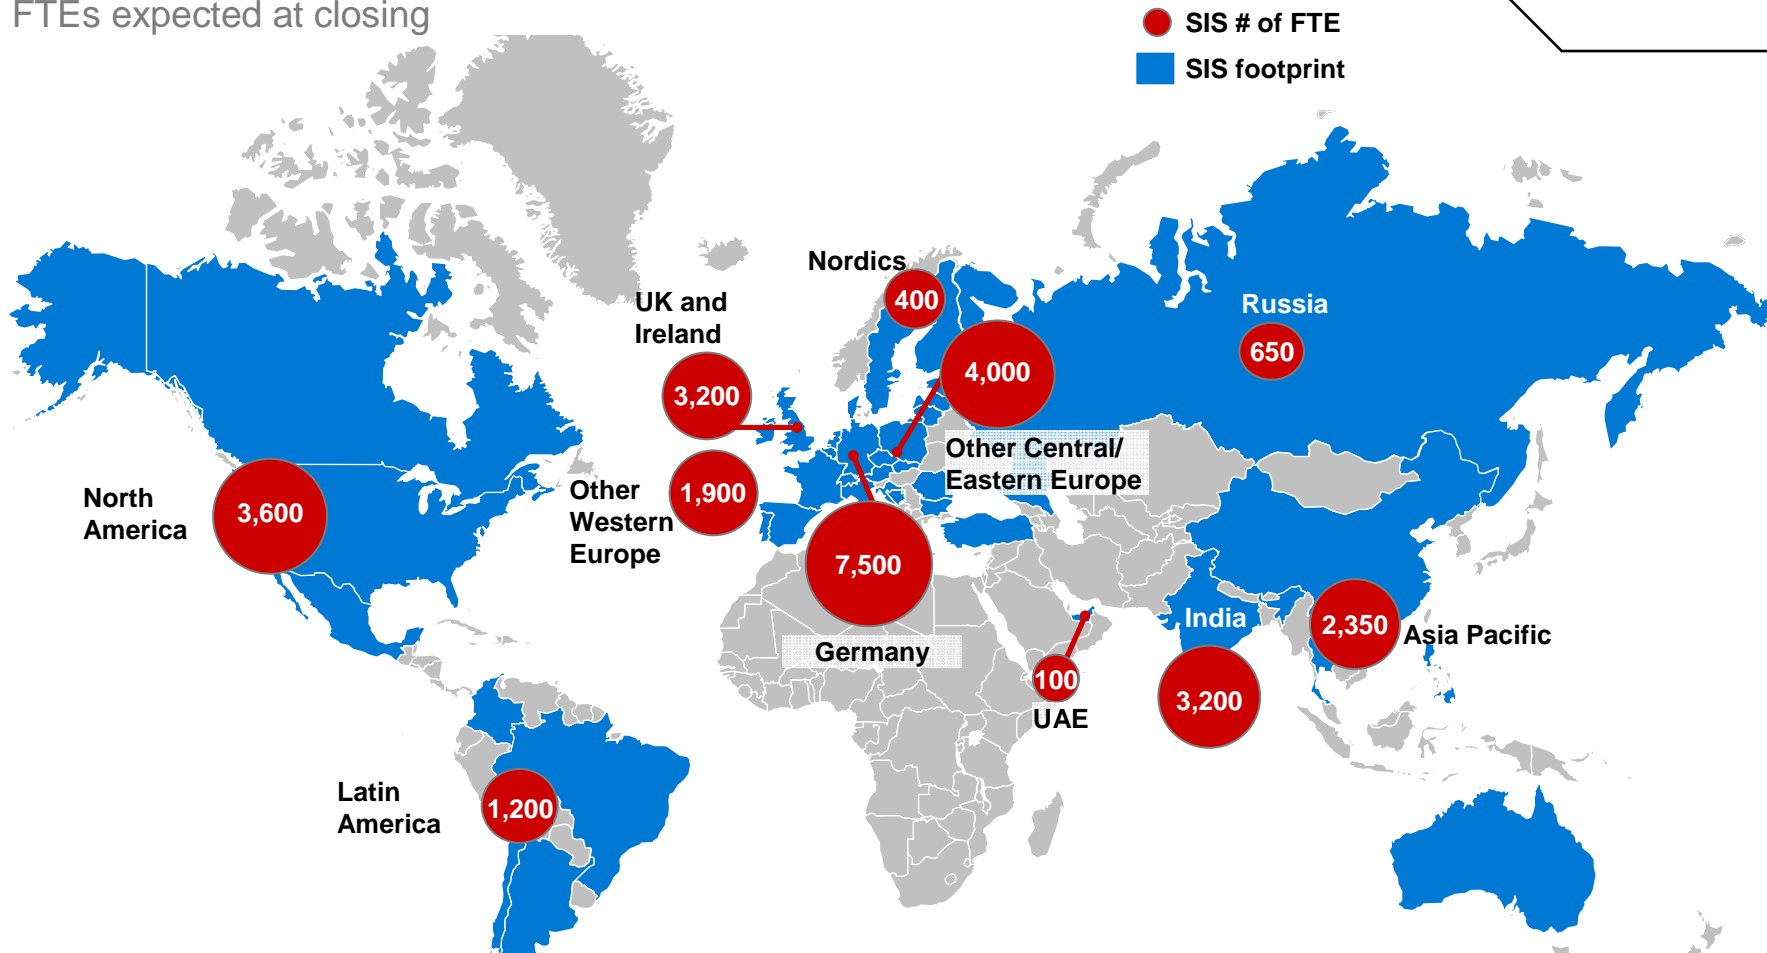 FTEs expected at closing
SIS # of FTE
SIS footprint
Nordics
400
UK and
Ireland
3,200
Russia
650
4,000
Other Central/
Eastern Europe
North
America
3,600
Other
Western
Europe
1,900
7,500
Germany
India
3,200
2,350
Asia Pacific
100
UAE
Latin
America
1,200